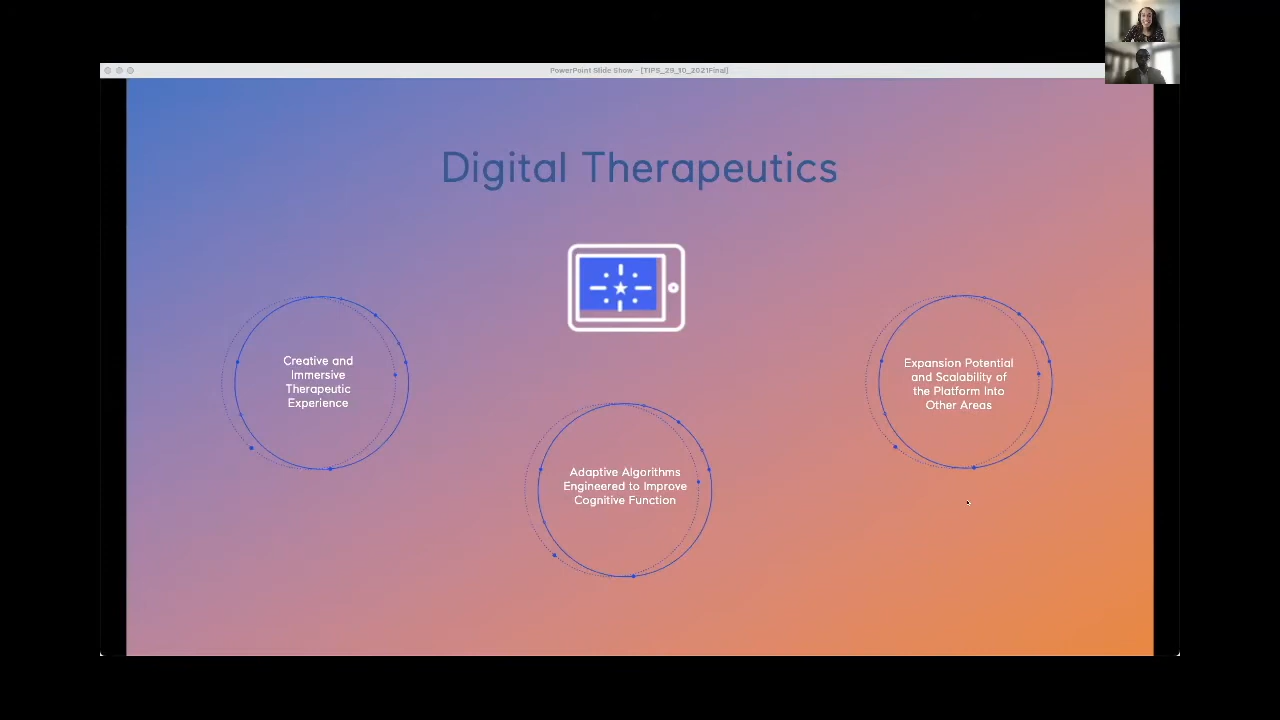 PowerPoint Slide Show - [TIPS_29_10_2021Final]
Digital Therapeutics
Creative and
Immersive
Therapeutic
Experience
Adaptive Algorithms
Engineered to Improve
Cognitive Function
Expansion Potential
and Scalability of
the Platform Into
Other Areas